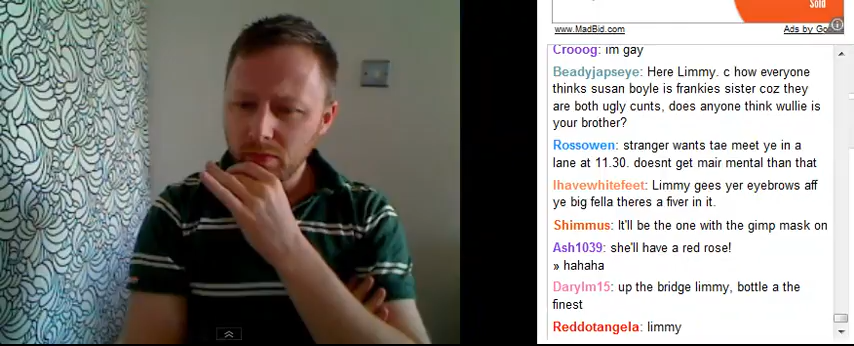 Sold
www.MadBid.com
Ads by Goo
Crooog: im gay
Beadyjapseye: Here Limmy. c how everyone
thinks susan boyle is frankies sister coz they
are both ugly cunts, does anyone think wullie is
your brother?
Rossowen: stranger wants tae meet ye in a
lane at 11.30. doesnt get mair mental than that
Ihavewhitefeet: Limmy gees yer eyebrows aff
ye big fella theres a fiver in it.
Shimmus: It'll be the one with the gimp mask on
Ash1039: she'll have a red rose!
» hahaha
Darylm15: up the bridge limmy, bottle a the
finest
Reddotangela: limmy